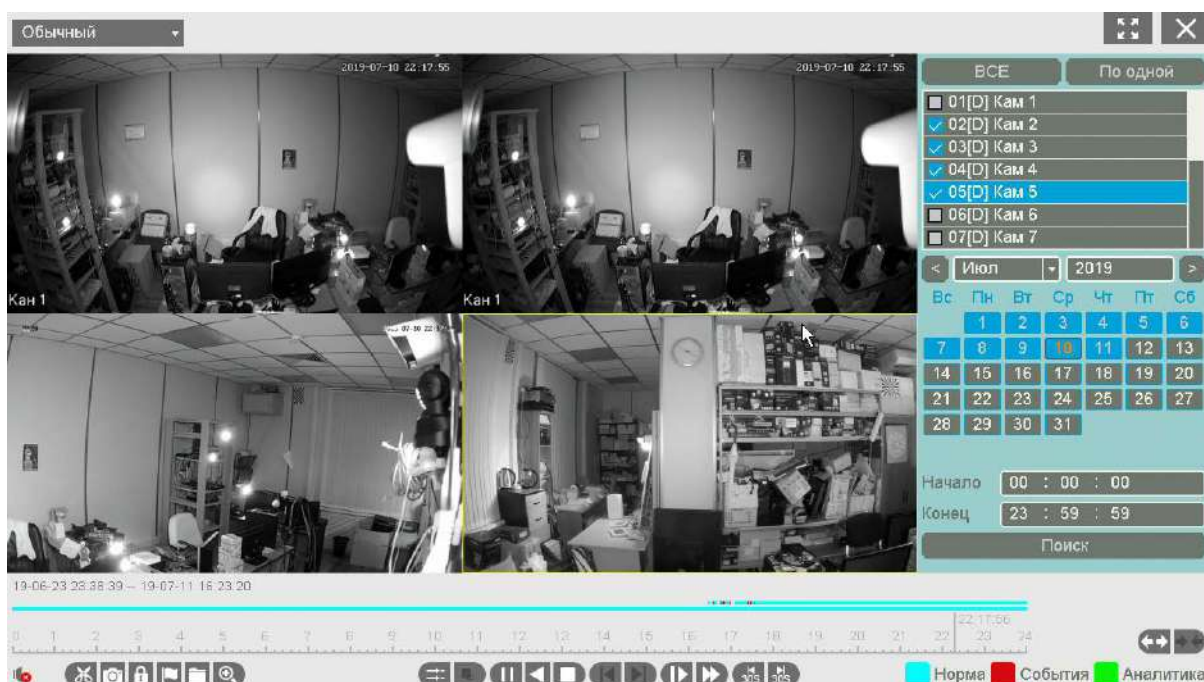 Обычный
2019-07-10 22:17:55
2019-07-10 22:17:55
Кан 1
Кан 1
ВСЕ
По одной
01[D] Кам 1
02[D] Кам 2
03[D] Кам 3
04[D] Кам 4
05[D] Кам 5
06[D] Кам 6
07[D] Кам 7
< Июл 2019 >
Вс Пн Вт Ср Чт Пт Сб
1 2 3 4 5 6
7 8 9 10 11 12 13
14 15 16 17 18 19 20
21 22 23 24 25 26 27
28 29 30 31
Начало 00 : 00 : 00
Конец 23 : 59 : 59
Поиск
19-06-23 23:38:39 -- 19-07-11 16:23:20
22:17:56
0 1 2 3 4 5 6 7 8 9 10 11 12 13 14 15 16 17 18 19 20 21 22 23 24
30S 30S
Норма События Аналитика